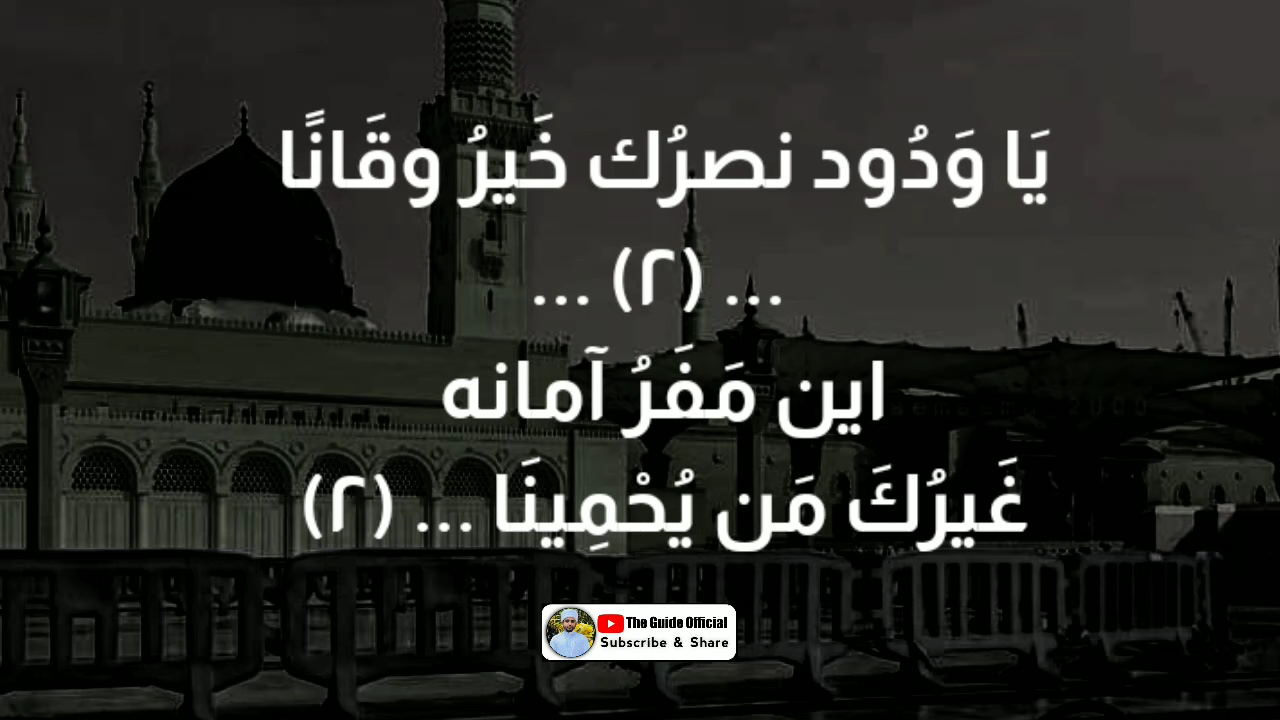 يَا وَدُود نصرُك خَيرُ وقَانًا
... (٢) ...
اين مَفَرُ آمانه
غَيرُكَ مَن يُحْمِينَا ... (٢)
The Guide Official
Subscribe & Share